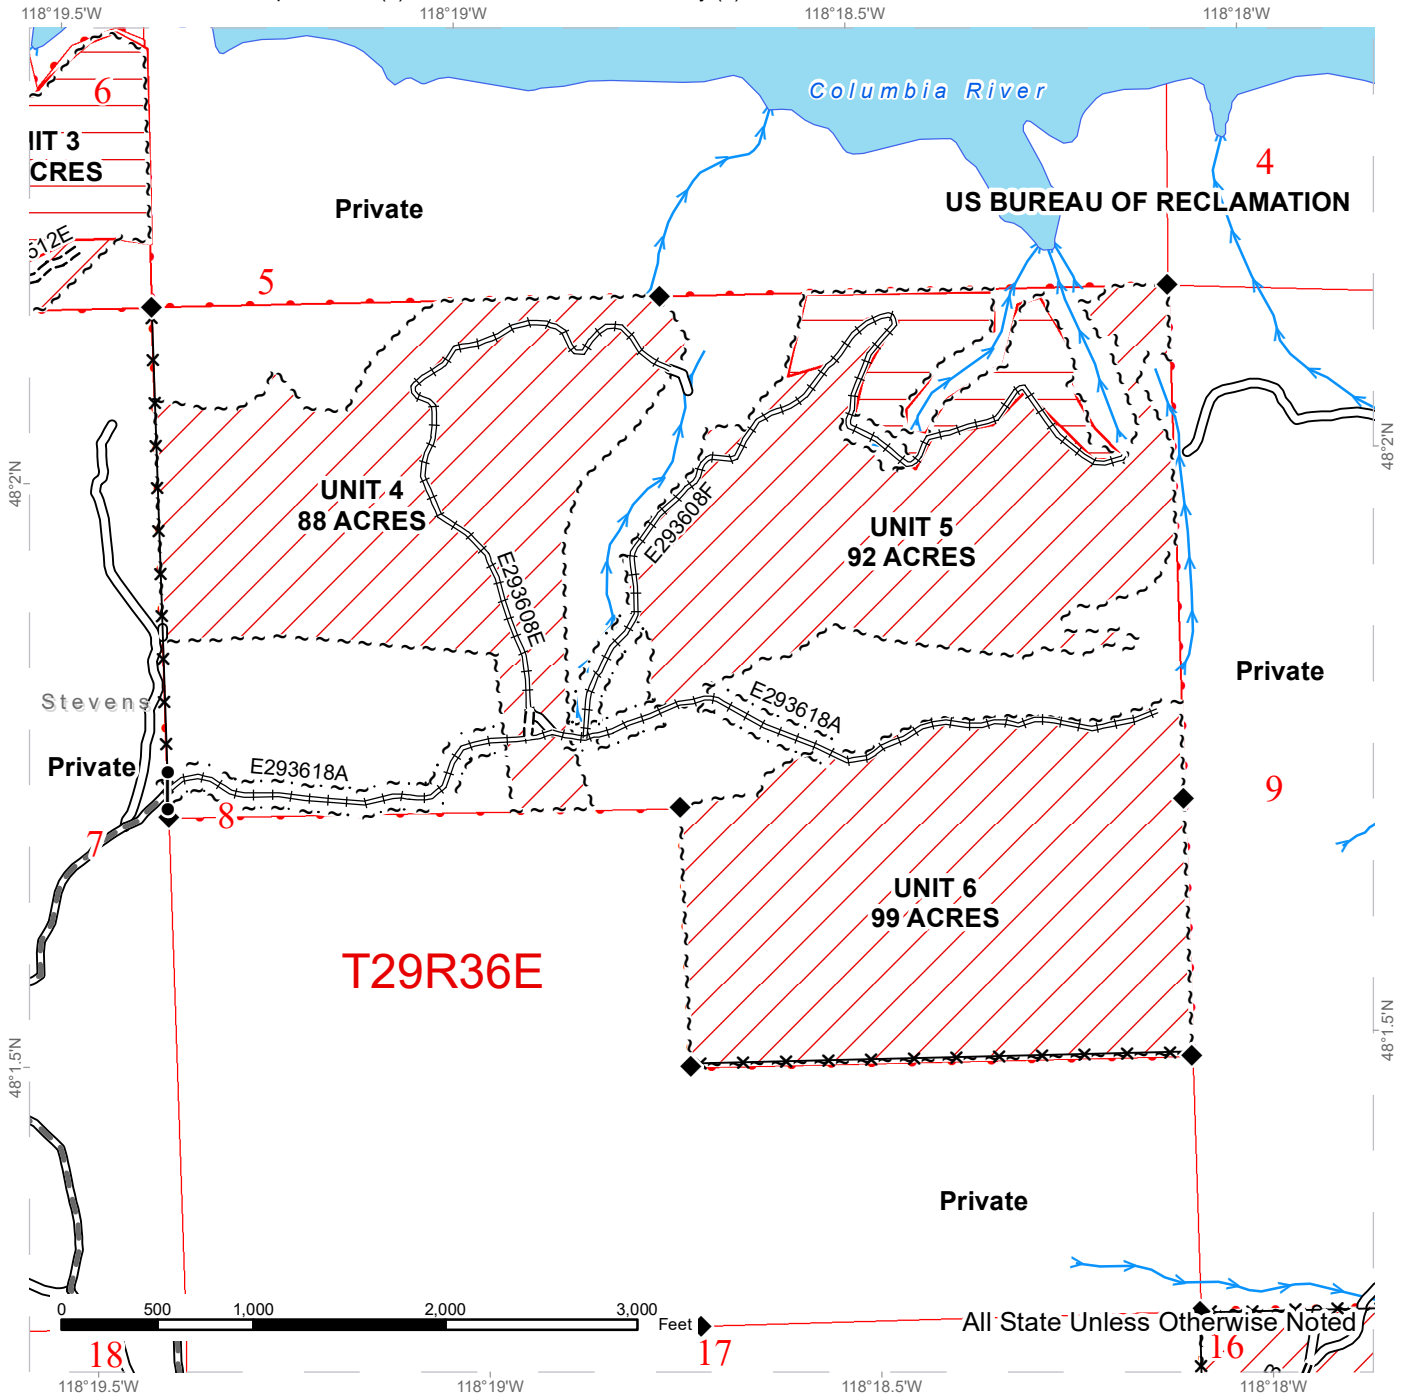 118°19.5'W 118°19'W 118°18.5'W 118°18'W
Columbia River
6
IIT 3
CRES
4
US BUREAU OF RECLAMATION
Private
512E
5
48°2'N
48°2'N
UNIT 4
88 ACRES
E293608F
UNIT 5
92 ACRES
E293608E
Private
Stevens
E293618A
Private
E293618A
8
9
7
UNIT 6
99 ACRES
T29R36E
48°1.5'N
48°1.5'N
Private
0 500 1,000 2,000 3,000
Feet
All State Unless Otherwise Noted
18
17
16
118°19.5'W 118°19'W 118°18.5'W 118°18'W